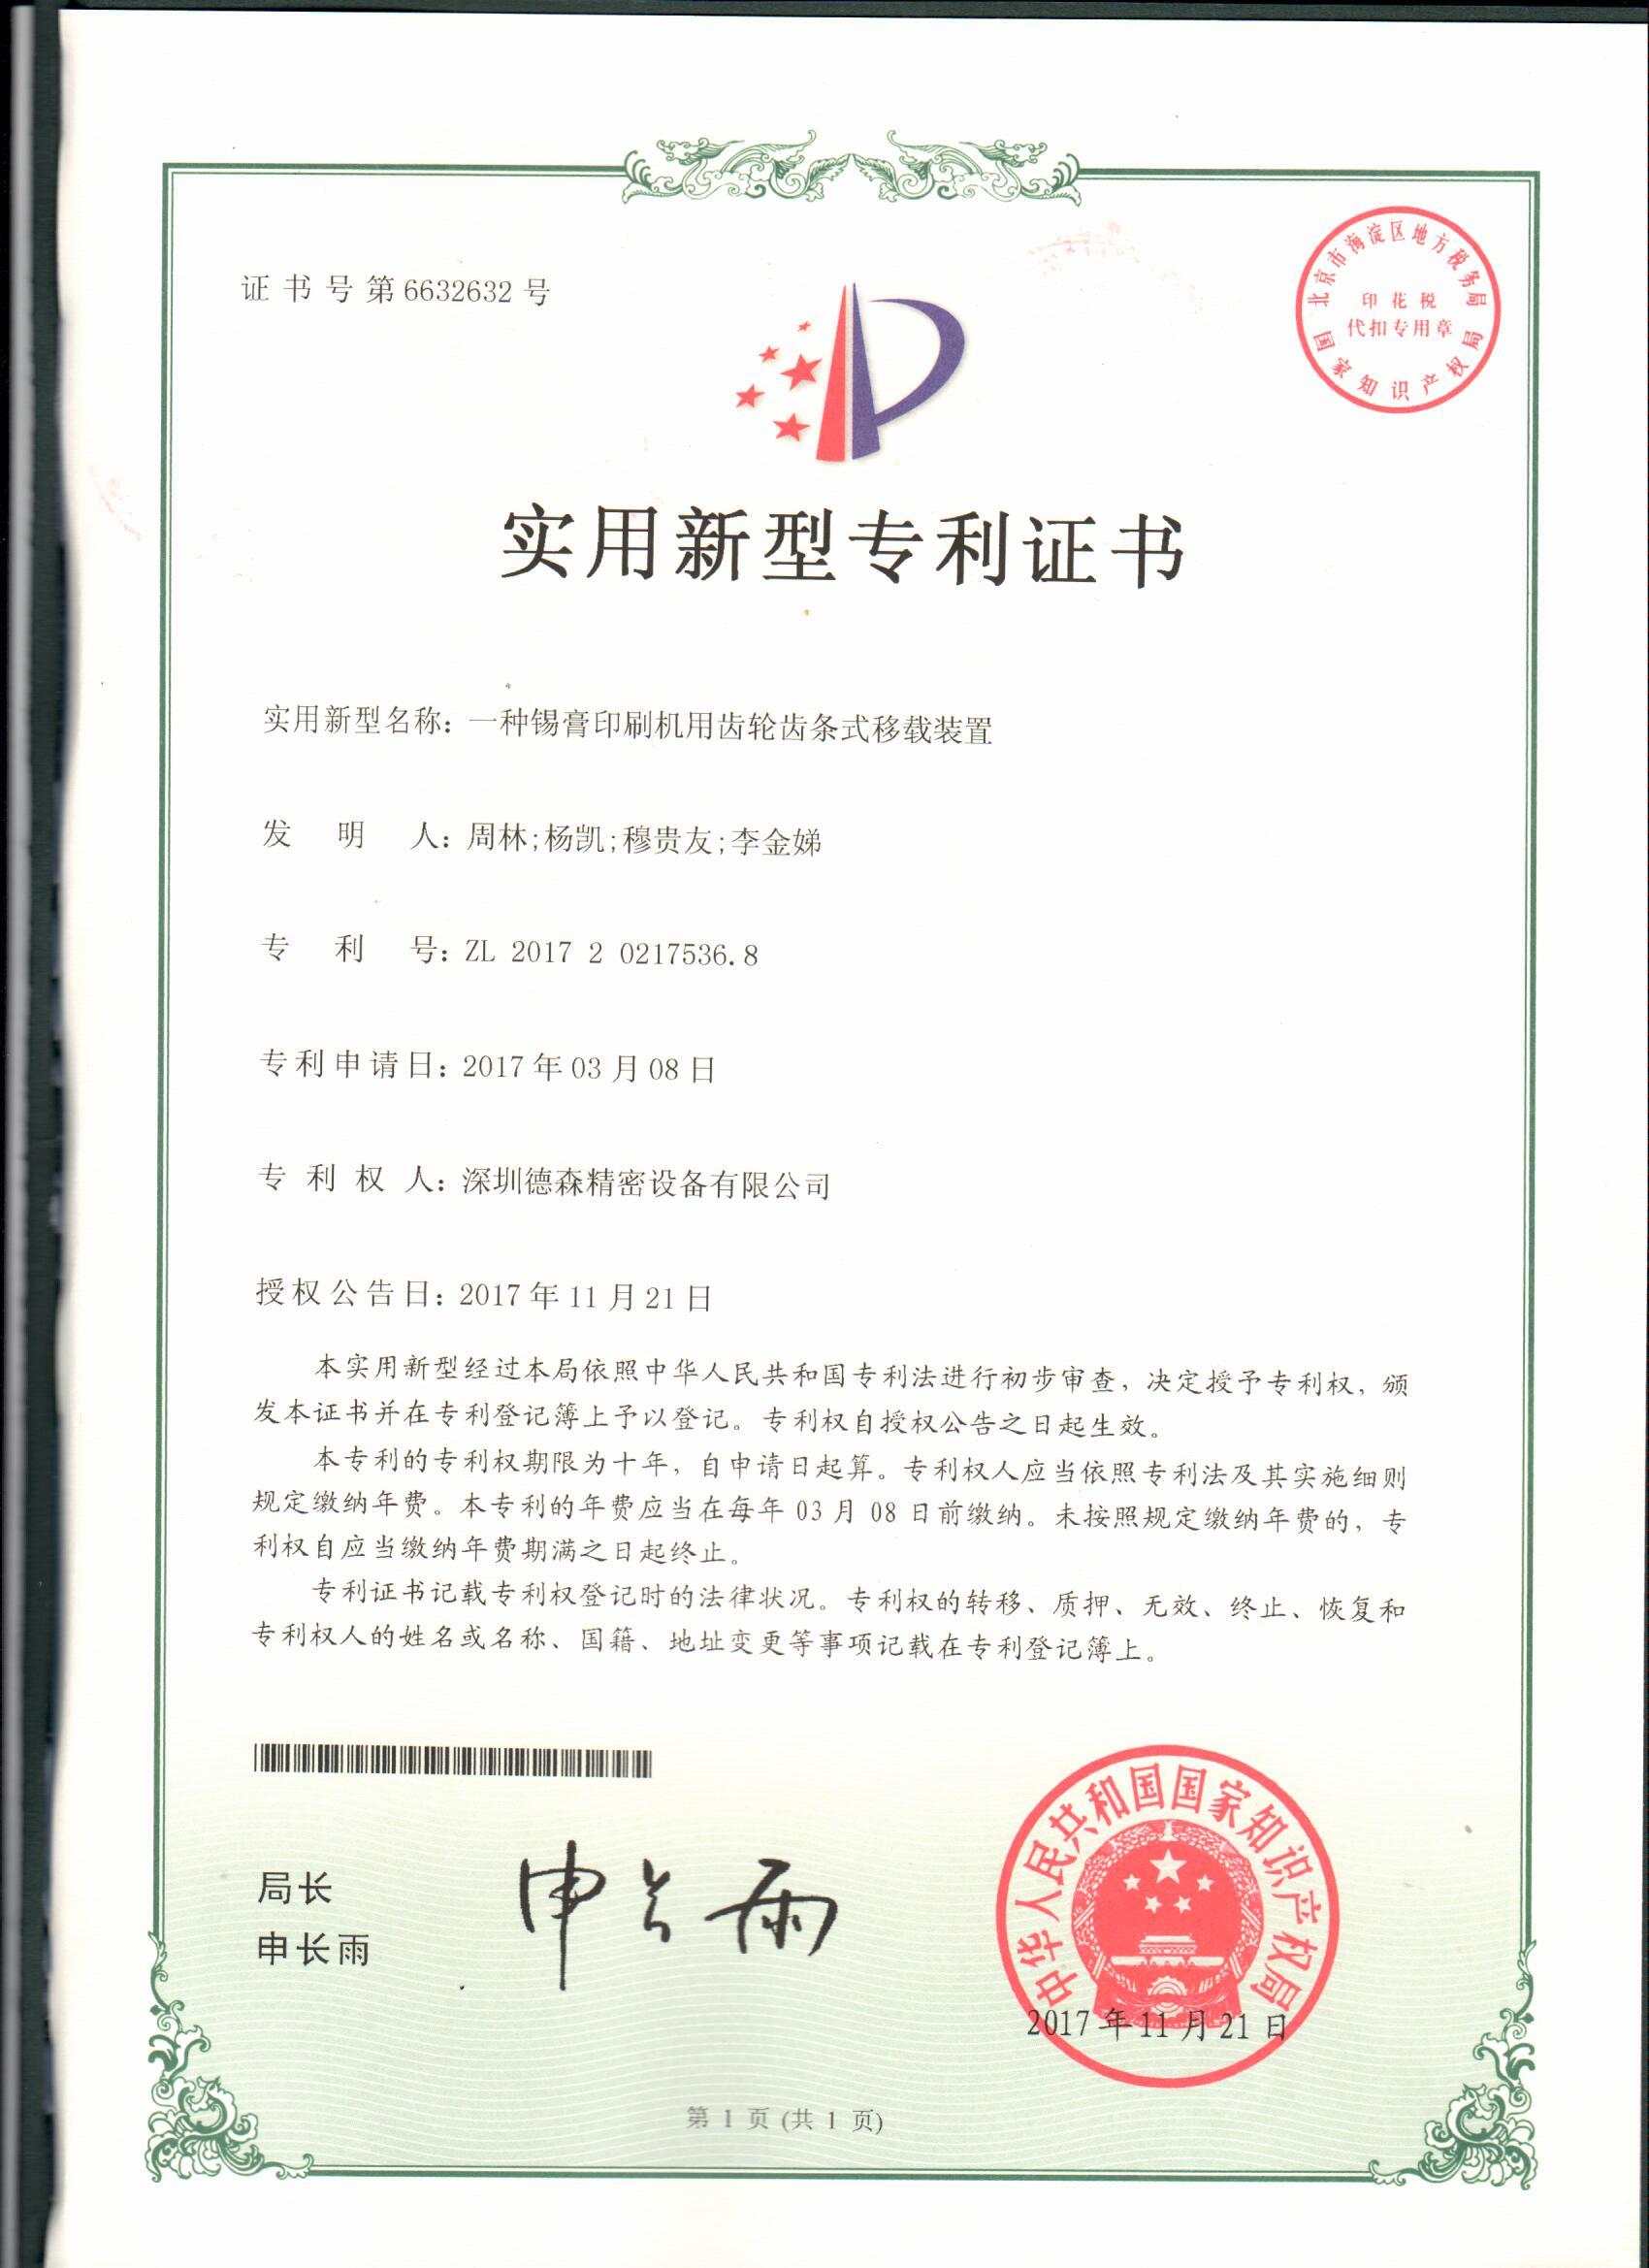 证书号第6632632号
北京市海淀区地方税务局
印花税
代扣专用章
国家知识产权局
实用新型专利证书
实用新型名称：一种锡膏印刷机用齿轮齿条式移载装置
发明人：周林;杨凯;穆贵友;李金娣
专利号：ZL 2017 2 0217536.8
专利申请日：2017年03月08日
专利权人：深圳德森精密设备有限公司
授权公告日：2017年11月21日
本实用新型经过本局依照中华人民共和国专利法进行初步审查，决定授予专利权，颁
发本证书并在专利登记簿上予以登记。专利权自授权公告之日起生效。
本专利的专利权期限为十年，自申请日起算。专利权人应当依照专利法及其实施细则
规定缴纳年费。本专利的年费应当在每年03月08日前缴纳。未按照规定缴纳年费的，专
利权自应当缴纳年费期满之日起终止。
专利证书记载专利权登记时的法律状况。专利权的转移、质押、无效、终止、恢复和
专利权人的姓名或名称、国籍、地址变更等事项记载在专利登记簿上。
局长
申长雨
申长雨
中华人民共和国国家知识产权局
2017年11月21日
第1页(共1页)